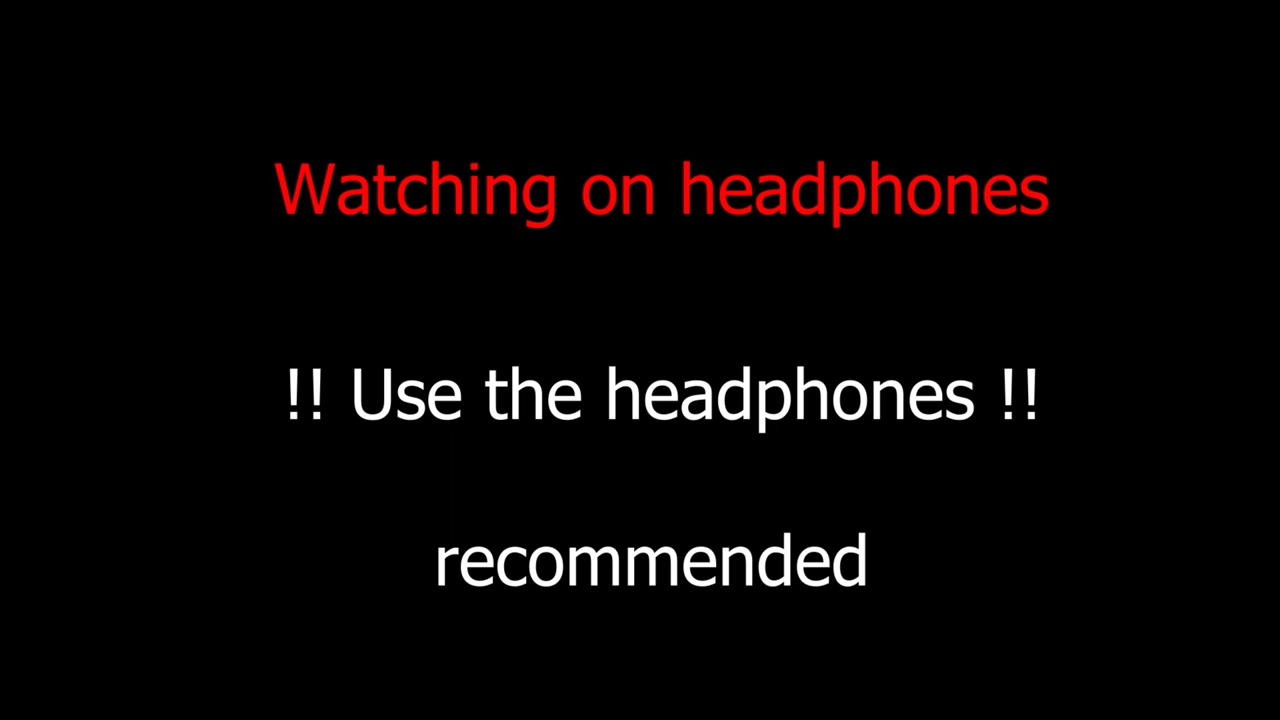 Watching on headphones
!! Use the headphones !!
recommended